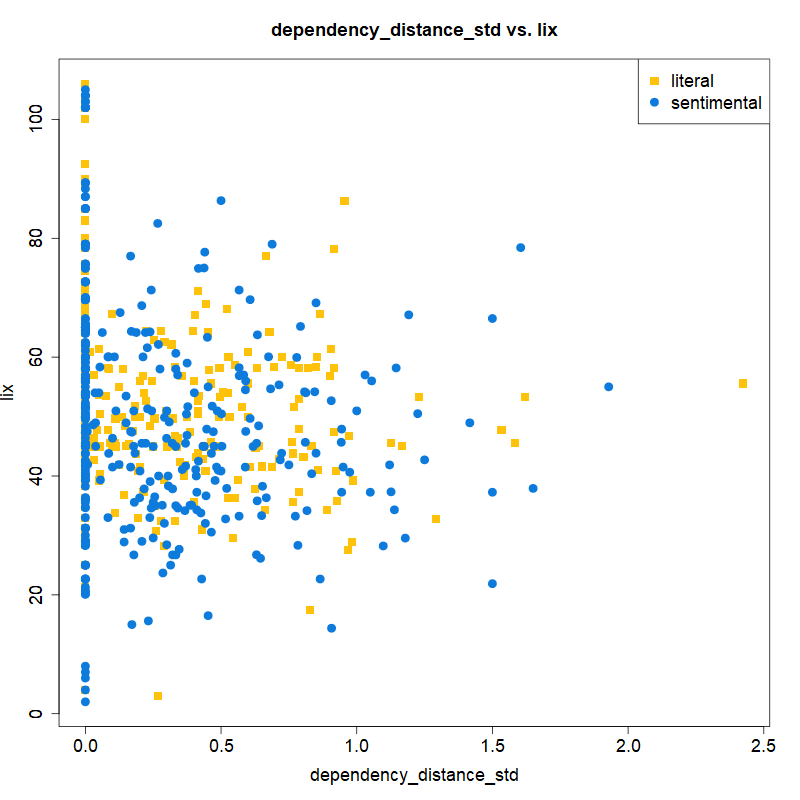 dependency_distance_std vs. lix
literal
sentimental
lix
100
80
60
40
20
0
0.0 0.5 1.0 1.5 2.0 2.5
dependency_distance_std